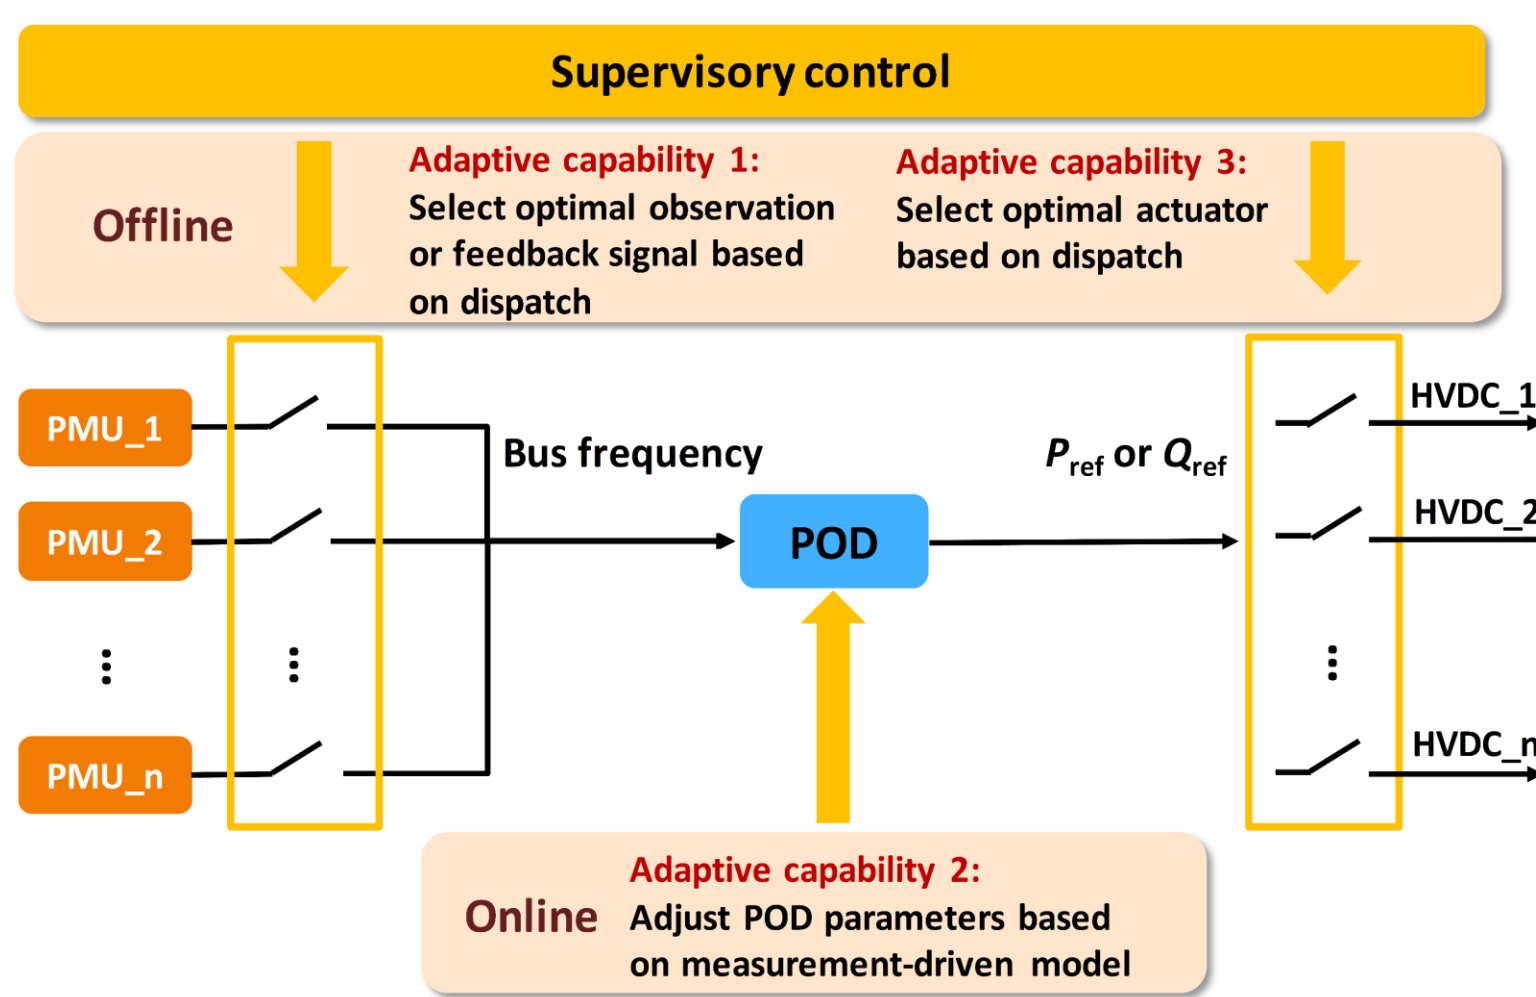 Supervisory control
Offline
Adaptive capability 1:
Select optimal observation
or feedback signal based
on dispatch
Adaptive capability 3:
Select optimal actuator
based on dispatch
PMU_1
PMU_2
PMU_n
Bus frequency
POD
Pref or Qref
HVDC_1
HVDC_2
HVDC_n
Online
Adaptive capability 2:
Adjust POD parameters based
on measurement-driven model